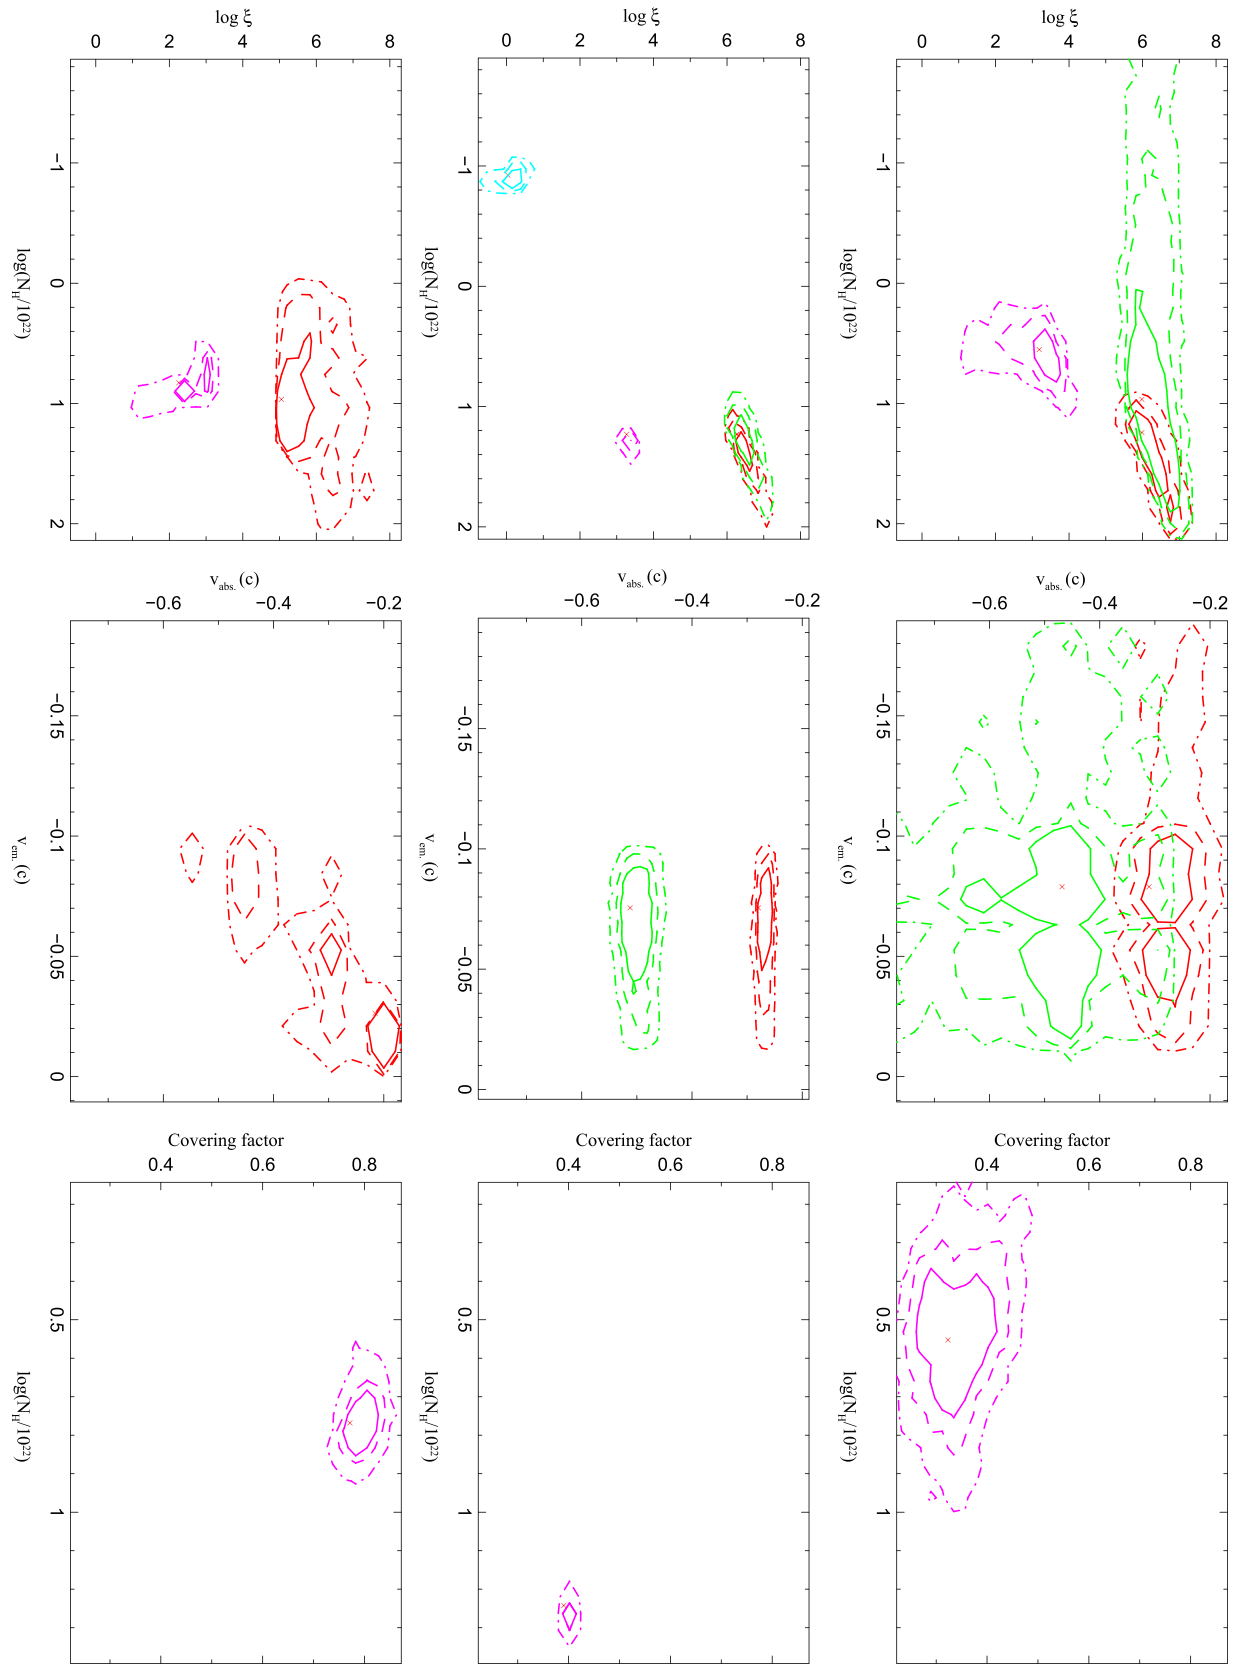 log ξ
0 2 4 6 8
−1
0
1
2
log(N_H/10^22)
log ξ
0 2 4 6 8
−1
0
1
2
log(N_H/10^22)
log ξ
0 2 4 6 8
−1
0
1
2
log(N_H/10^22)
v_abs. (c)
−0.6 −0.4 −0.2
−0.15
−0.1
−0.05
0
v_em. (c)
v_abs. (c)
−0.6 −0.4 −0.2
−0.15
−0.1
−0.05
0
v_em. (c)
v_abs. (c)
−0.6 −0.4 −0.2
−0.15
−0.1
−0.05
0
v_em. (c)
Covering factor
0.4 0.6 0.8
0.5
1
log(N_H/10^22)
Covering factor
0.4 0.6 0.8
0.5
1
log(N_H/10^22)
Covering factor
0.4 0.6 0.8
0.5
1
log(N_H/10^22)